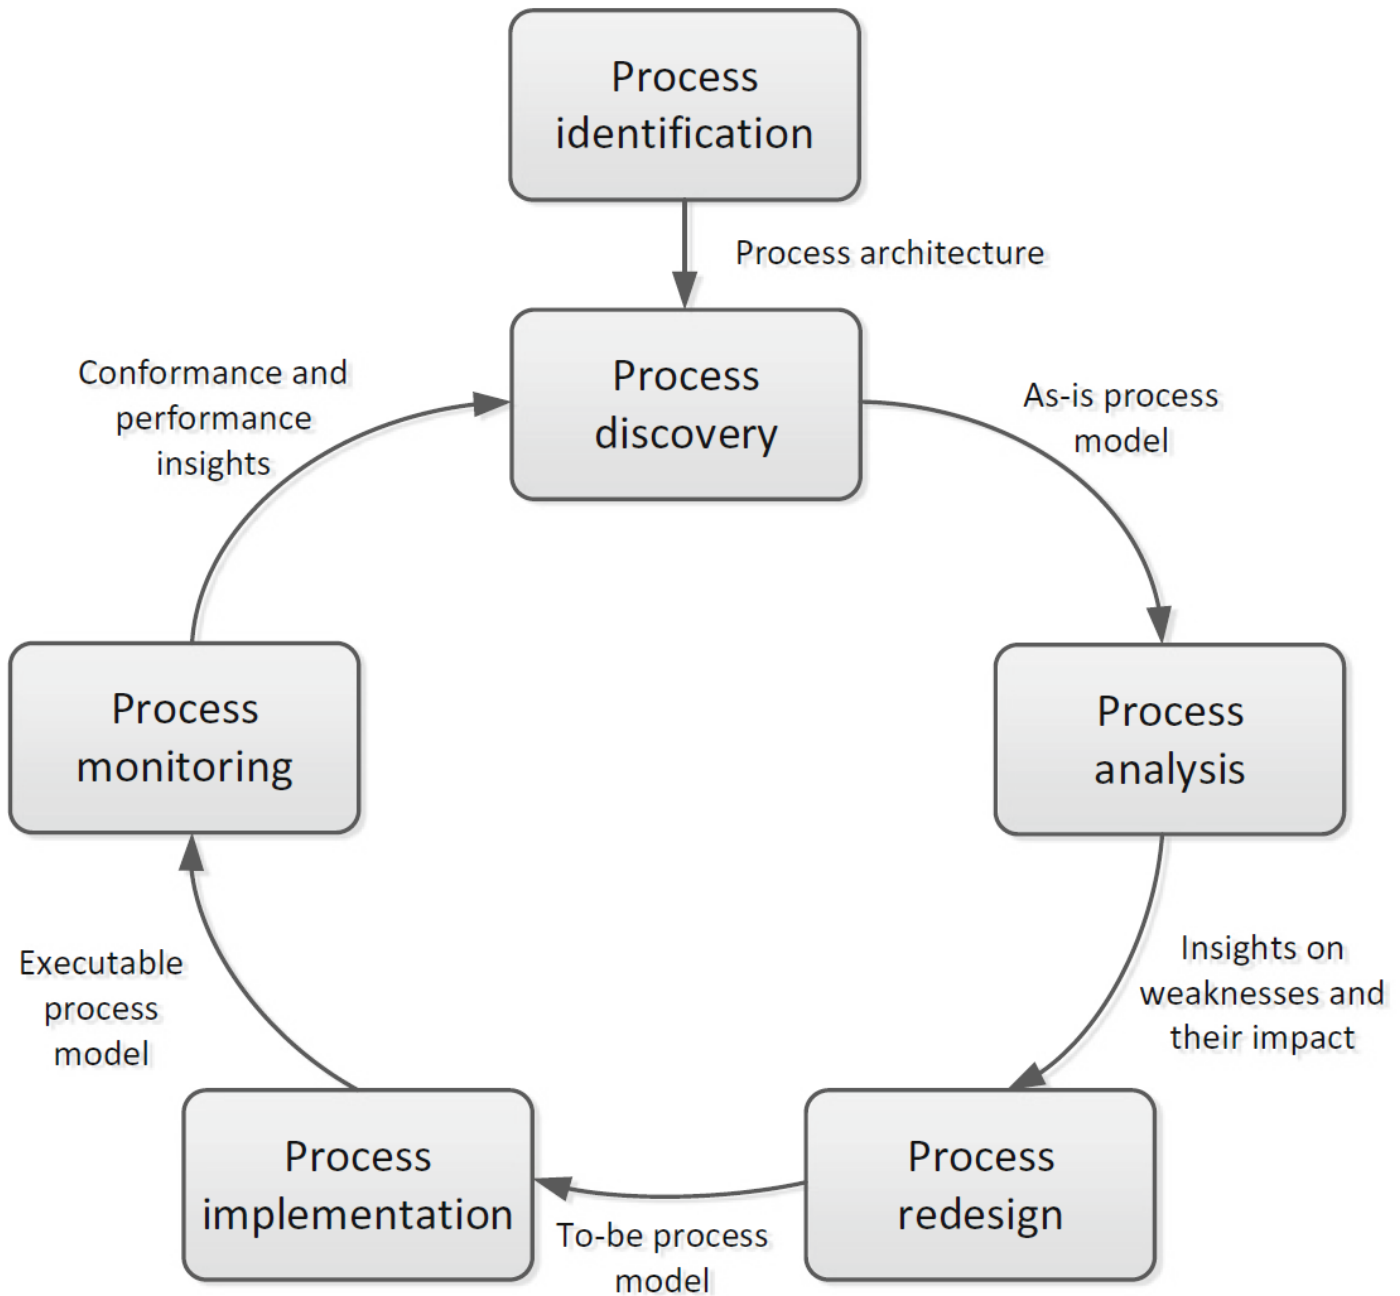 Process
identification
Process architecture
Process
discovery
Conformance and
performance
insights
As-is process
model
Process
monitoring
Process
analysis
Executable
process
model
Insights on
weaknesses and
their impact
Process
implementation
To-be process
model
Process
redesign